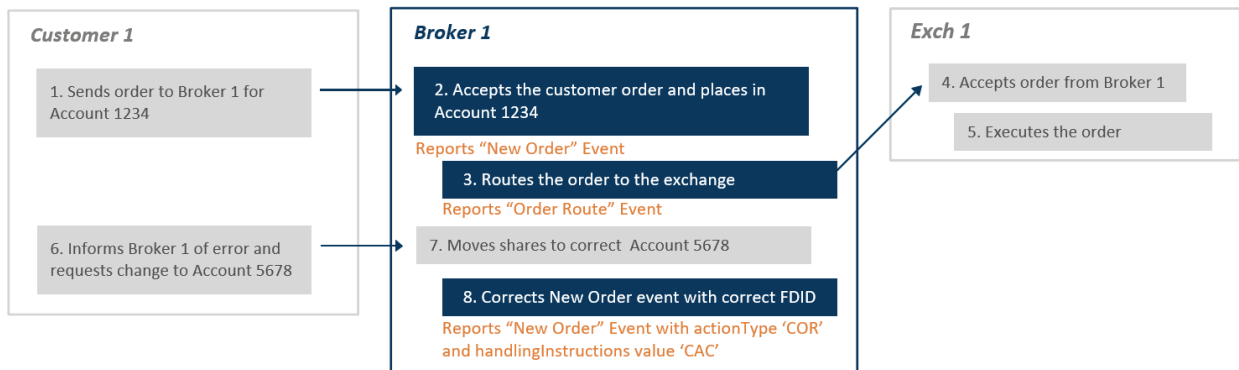 Customer 1
1. Sends order to Broker 1 for
Account 1234
6. Informs Broker 1 of error and
requests change to Account 5678
Broker 1
2. Accepts the customer order and places in
Account 1234
Reports “New Order” Event
3. Routes the order to the exchange
Reports “Order Route” Event
7. Moves shares to correct  Account 5678
8. Corrects New Order event with correct FDID
Reports “New Order” Event with actionType ‘COR’
and handlingInstructions value ‘CAC’
Exch 1
4. Accepts order from Broker 1
5. Executes the order